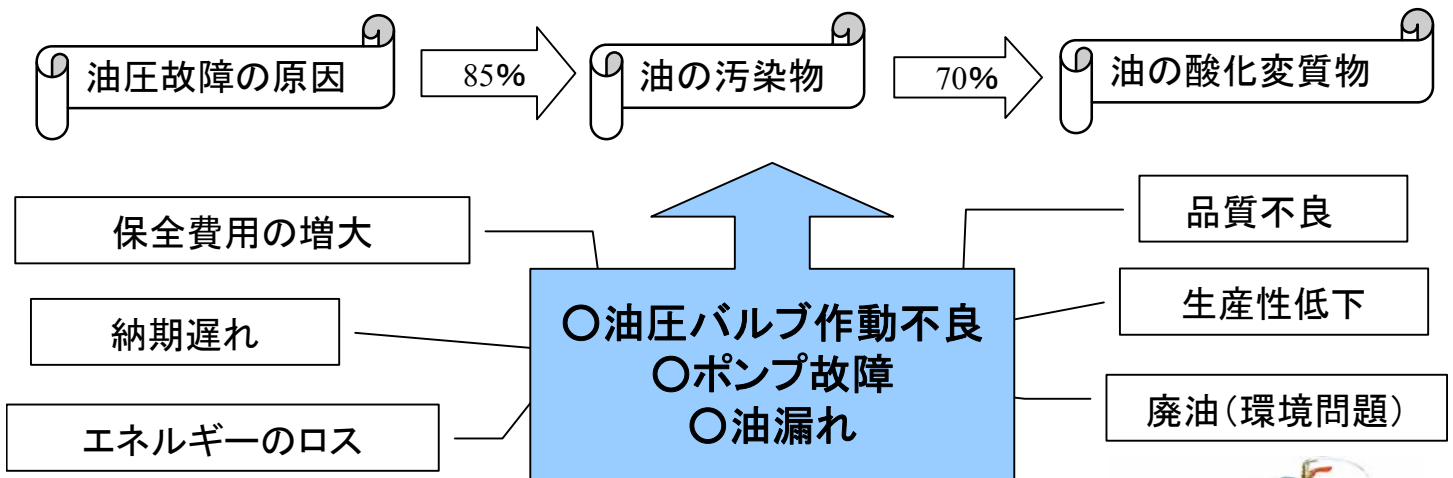 油圧故障の原因
85%
油の汚染物
70%
油の酸化変質物
保全費用の増大
品質不良
納期遅れ
生産性低下
エネルギーのロス
廃油(環境問題)
○油圧バルブ作動不良
○ポンプ故障
○油漏れ